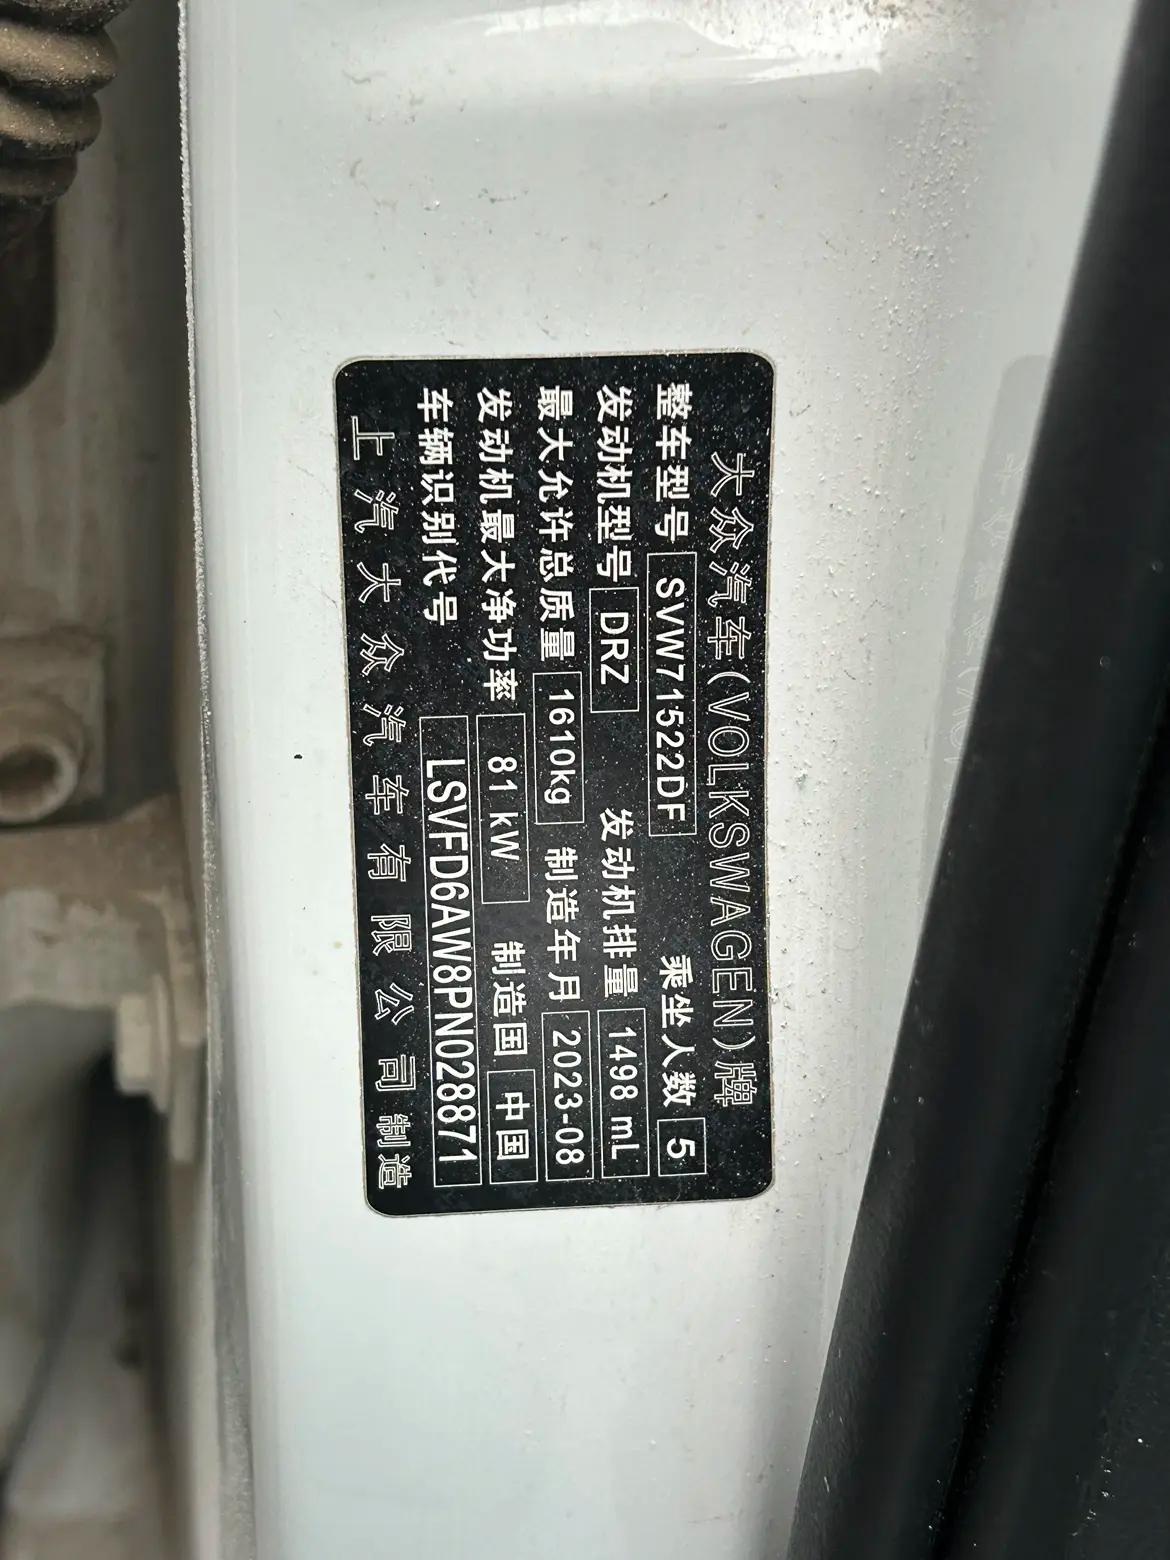 大众汽车(VOLKSWAGEN)牌
整车型号 SVW71522DF 乘坐人数 5
发动机型号 DRZ 发动机排量 1498 mL
最大允许总质量 1610kg 制造年月 2023-08
发动机最大净功率 81 kW 制造国 中国
车辆识别代号 LSVFD6AW8PN028871
上汽大众汽车有限公司制造